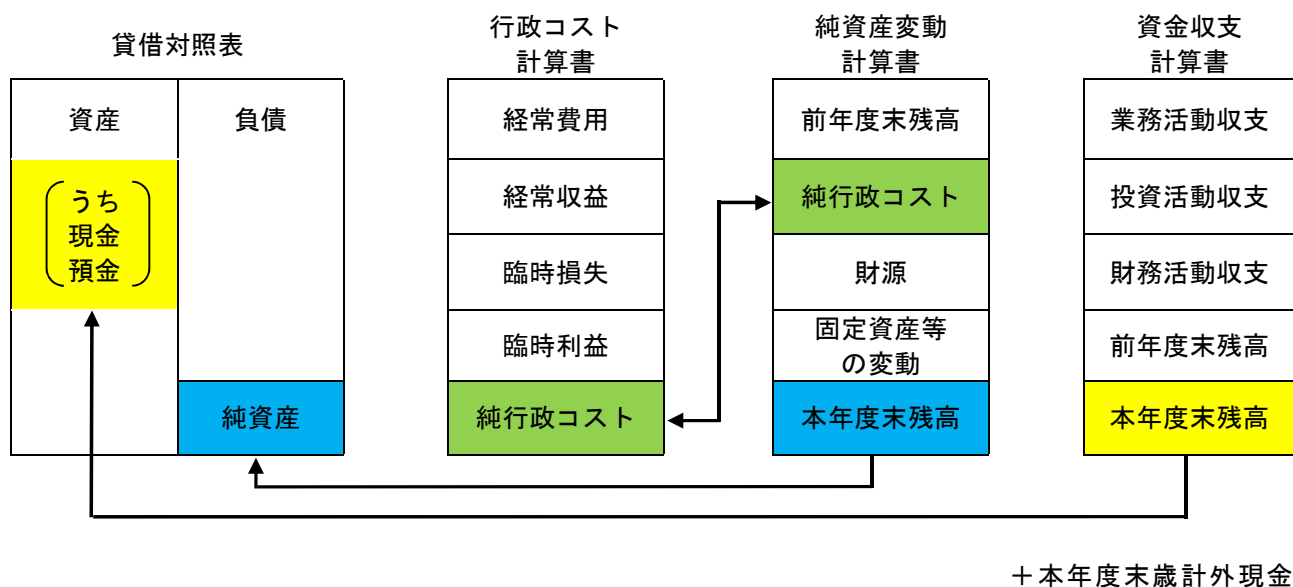 貸借対照表
資産
負債
うち
現金
預金
純資産
行政コスト
計算書
経常費用
経常収益
臨時損失
臨時利益
純行政コスト
純資産変動
計算書
前年度末残高
純行政コスト
財源
固定資産等
の変動
本年度末残高
資金収支
計算書
業務活動収支
投資活動収支
財務活動収支
前年度末残高
本年度末残高
＋本年度末歳計外現金